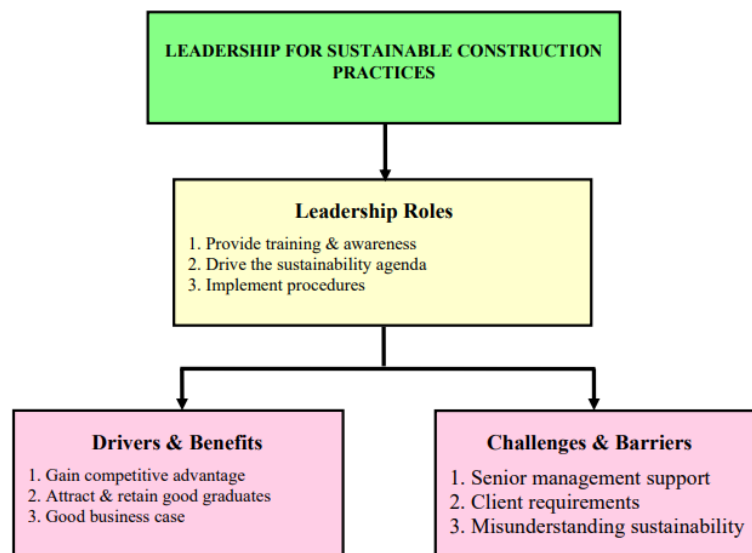 LEADERSHIP FOR SUSTAINABLE CONSTRUCTION
PRACTICES
Leadership Roles
1. Provide training & awareness
2. Drive the sustainability agenda
3. Implement procedures
Drivers & Benefits
1. Gain competitive advantage
2. Attract & retain good graduates
3. Good business case
Challenges & Barriers
1. Senior management support
2. Client requirements
3. Misunderstanding sustainability